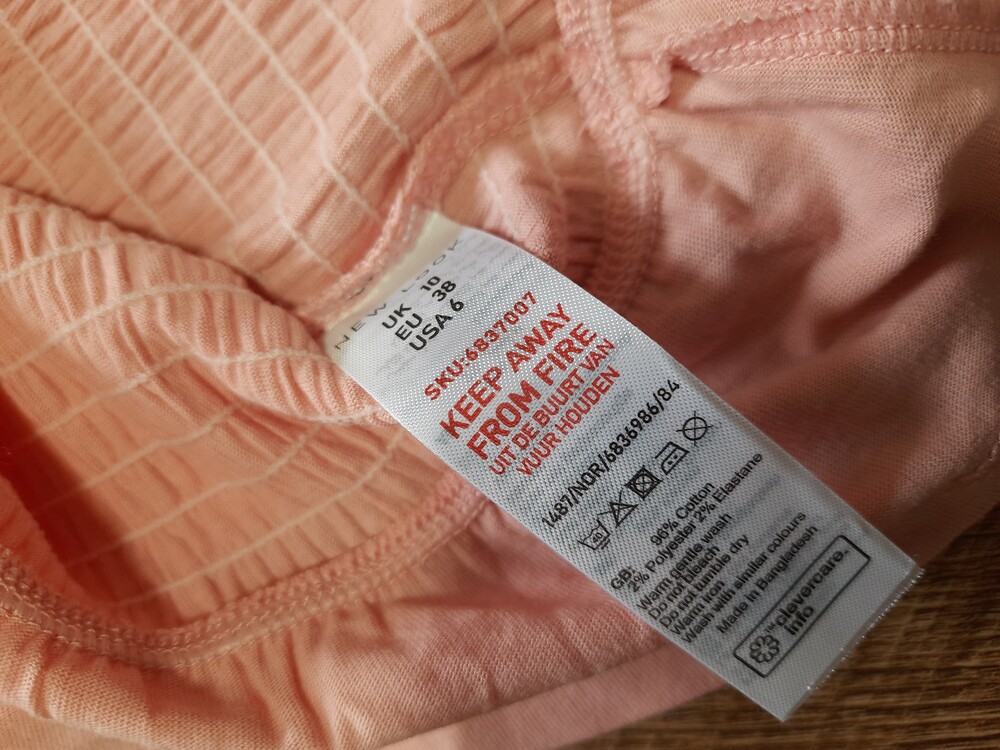 NEW LOOK
UK 10
EU 38
USA 6
SKU:6837007
KEEP AWAY
FROM FIRE
UIT DE BUURT VAN
VUUR HOUDEN
1487/NOR/6836986/84
40
GB:
96% Cotton
2% Polyester 2% Elastane
Warm gentle wash
Do not bleach
Do not tumble dry
Warm iron
Wash with similar colours
Made in Bangladesh
clevercare.
info